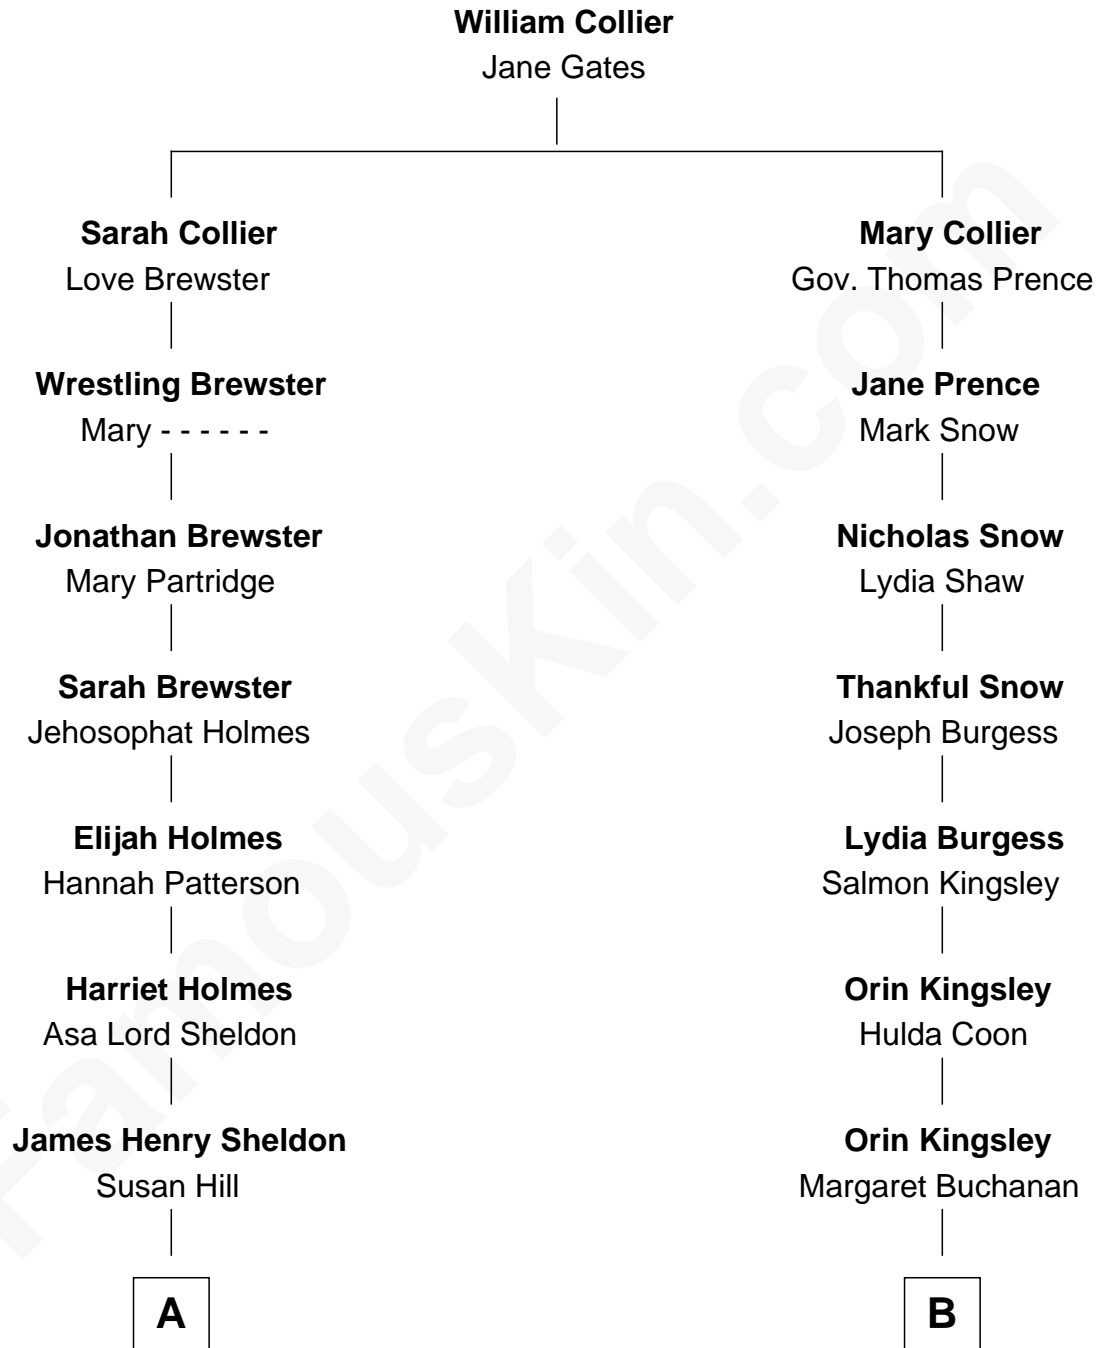 William Collier
Jane Gates
Sarah Collier
Love Brewster
Mary Collier
Gov. Thomas Prence
Wrestling Brewster
Mary - - - - - -
Jane Prence
Mark Snow
Jonathan Brewster
Mary Partridge
Nicholas Snow
Lydia Shaw
Sarah Brewster
Jehosophat Holmes
Thankful Snow
Joseph Burgess
Elijah Holmes
Hannah Patterson
Lydia Burgess
Salmon Kingsley
Harriet Holmes
Asa Lord Sheldon
Orin Kingsley
Hulda Coon
James Henry Sheldon
Susan Hill
Orin Kingsley
Margaret Buchanan
A
B
FamousKin.com